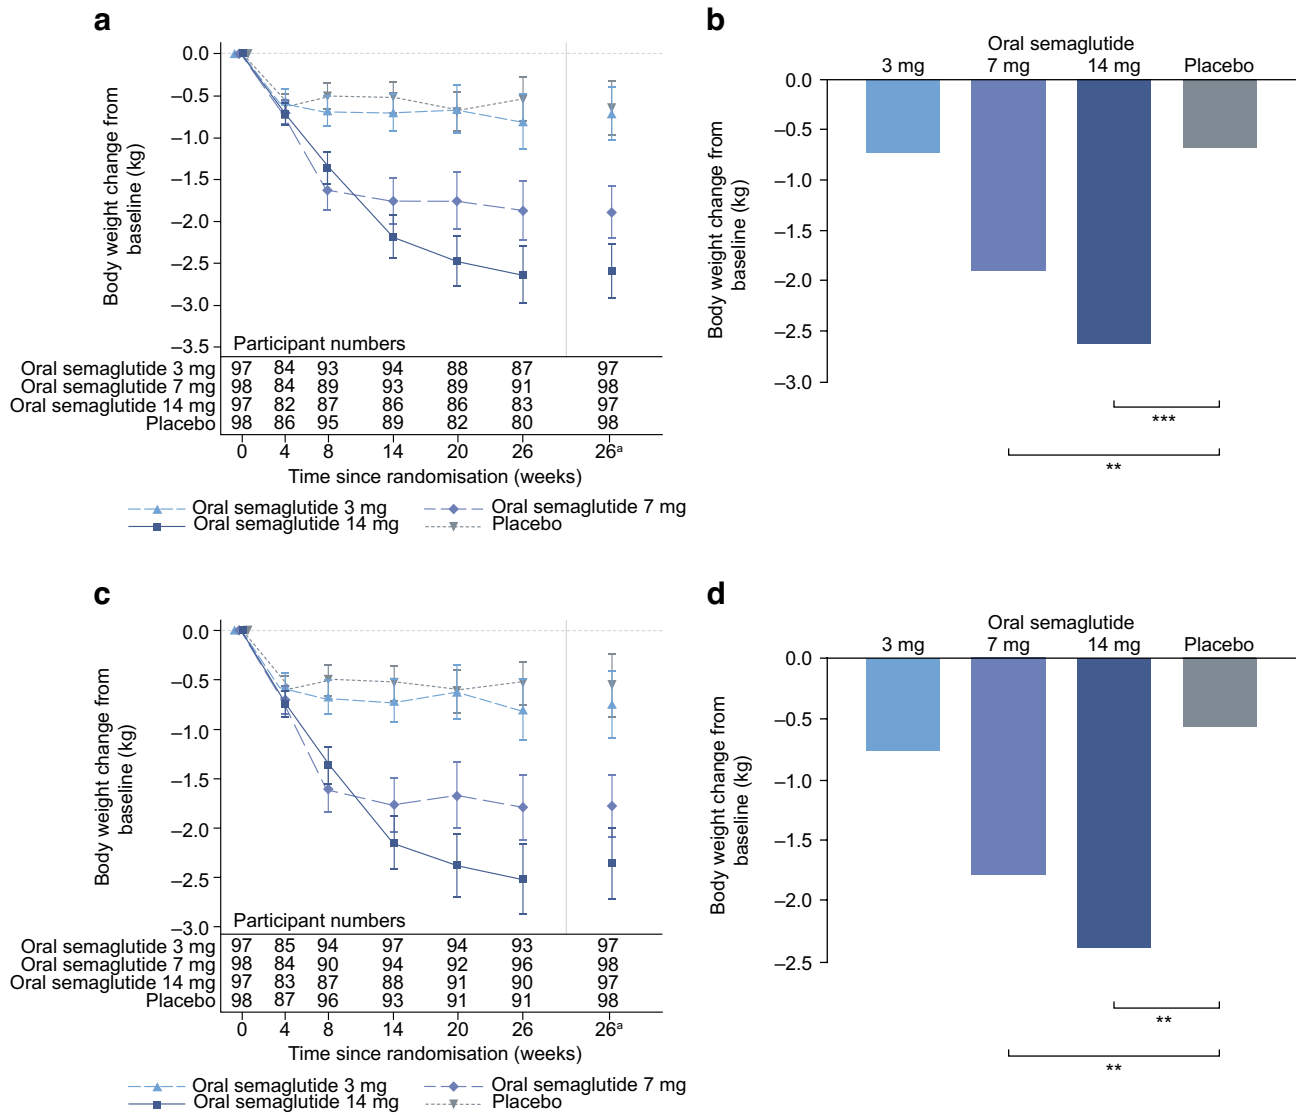 a
0.0
–0.5
–1.0
–1.5
–2.0
–2.5
–3.0
–3.5
Body weight change from
baseline (kg)
Participant numbers
Oral semaglutide 3 mg 97 84 93 94 88 87 97
Oral semaglutide 7 mg 98 84 89 93 89 91 98
Oral semaglutide 14 mg 97 82 87 86 86 83 97
Placebo 98 86 95 89 82 80 98
0 4 8 14 20 26 26ᵃ
Time since randomisation (weeks)
Oral semaglutide 3 mg Oral semaglutide 7 mg
Oral semaglutide 14 mg Placebo
b
Oral semaglutide
3 mg 7 mg 14 mg Placebo
0.0
–0.5
–1.0
–1.5
–2.0
–2.5
–3.0
Body weight change from
baseline (kg)
***
**
c
0.0
–0.5
–1.0
–1.5
–2.0
–2.5
–3.0
Body weight change from
baseline (kg)
Participant numbers
Oral semaglutide 3 mg 97 85 94 97 94 93 97
Oral semaglutide 7 mg 98 84 90 94 92 96 98
Oral semaglutide 14 mg 97 83 87 88 91 90 97
Placebo 98 87 96 93 91 91 98
0 4 8 14 20 26 26ᵃ
Time since randomisation (weeks)
Oral semaglutide 3 mg Oral semaglutide 7 mg
Oral semaglutide 14 mg Placebo
d
Oral semaglutide
3 mg 7 mg 14 mg Placebo
0.0
–0.5
–1.0
–1.5
–2.0
–2.5
Body weight change from
baseline (kg)
**
**